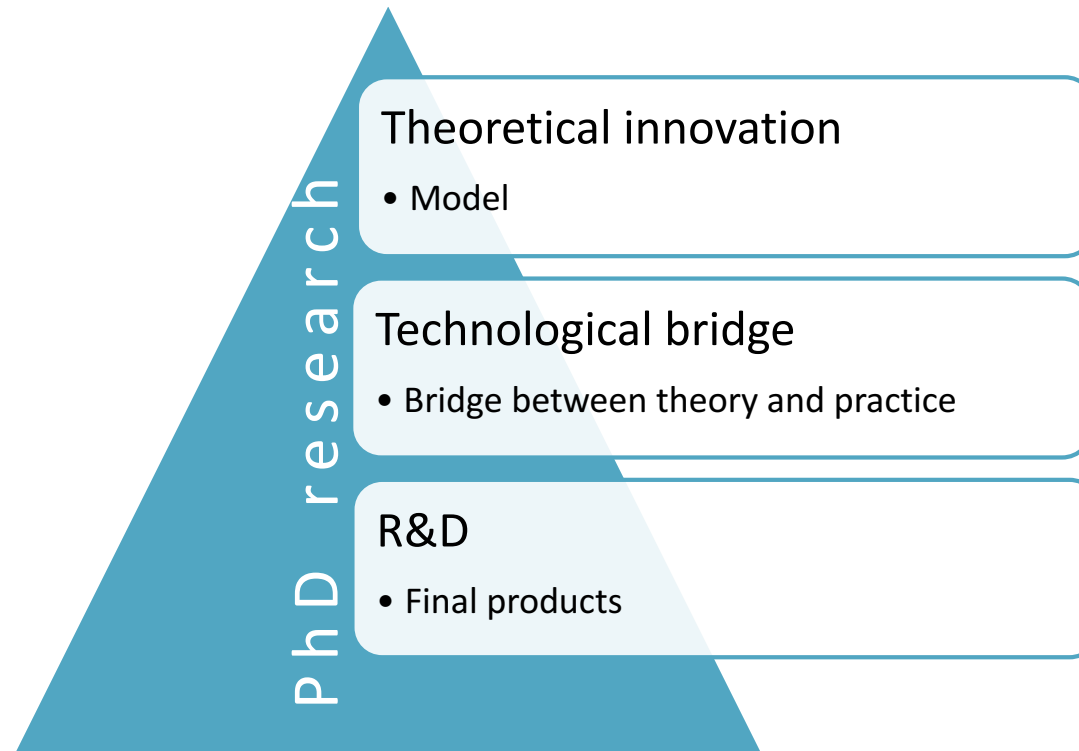 PhD research
Theoretical innovation
• Model
Technological bridge
• Bridge between theory and practice
R&D
• Final products